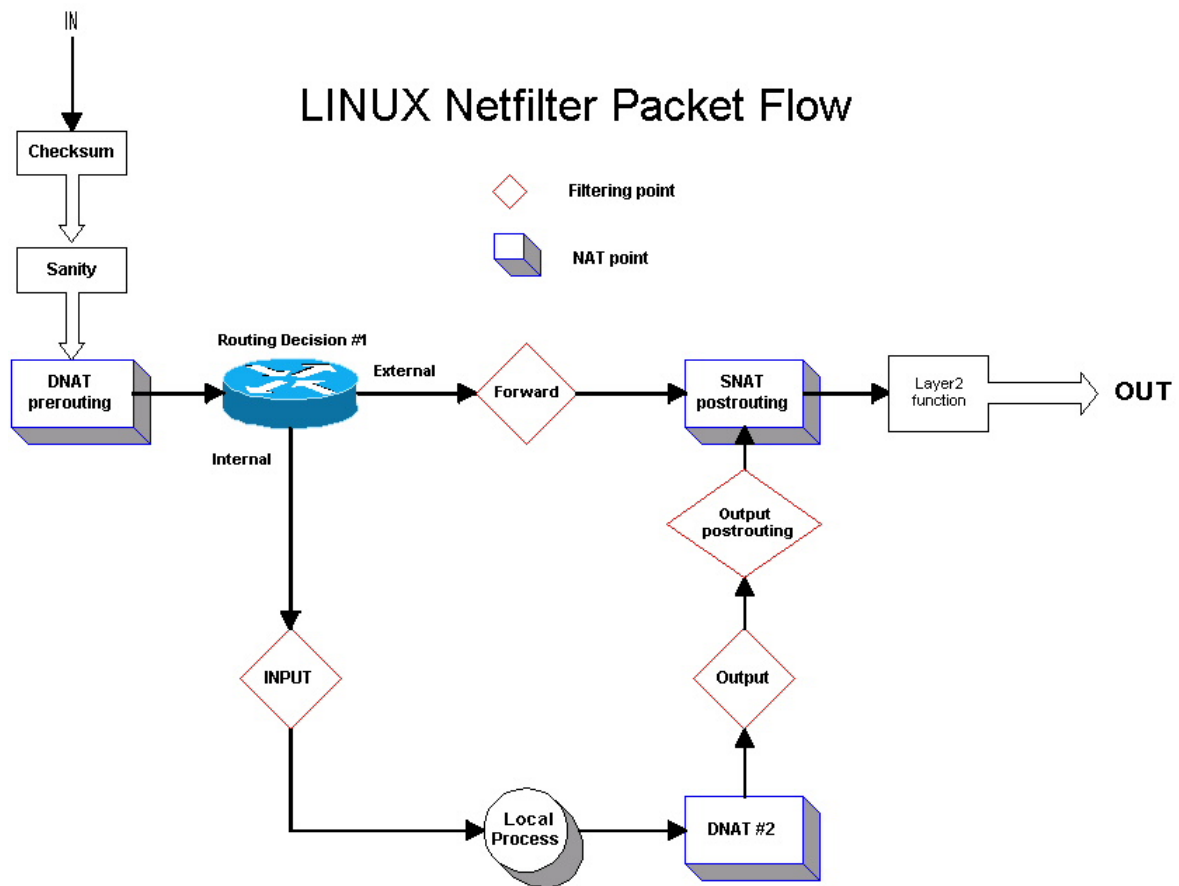 IN
LINUX Netfilter Packet Flow
Checksum
Filtering point
Sanity
NAT point
Routing Decision #1
DNAT
prerouting
External
Forward
SNAT
postrouting
Layer2
function
OUT
Internal
Output
postrouting
INPUT
Output
Local
Process
DNAT #2